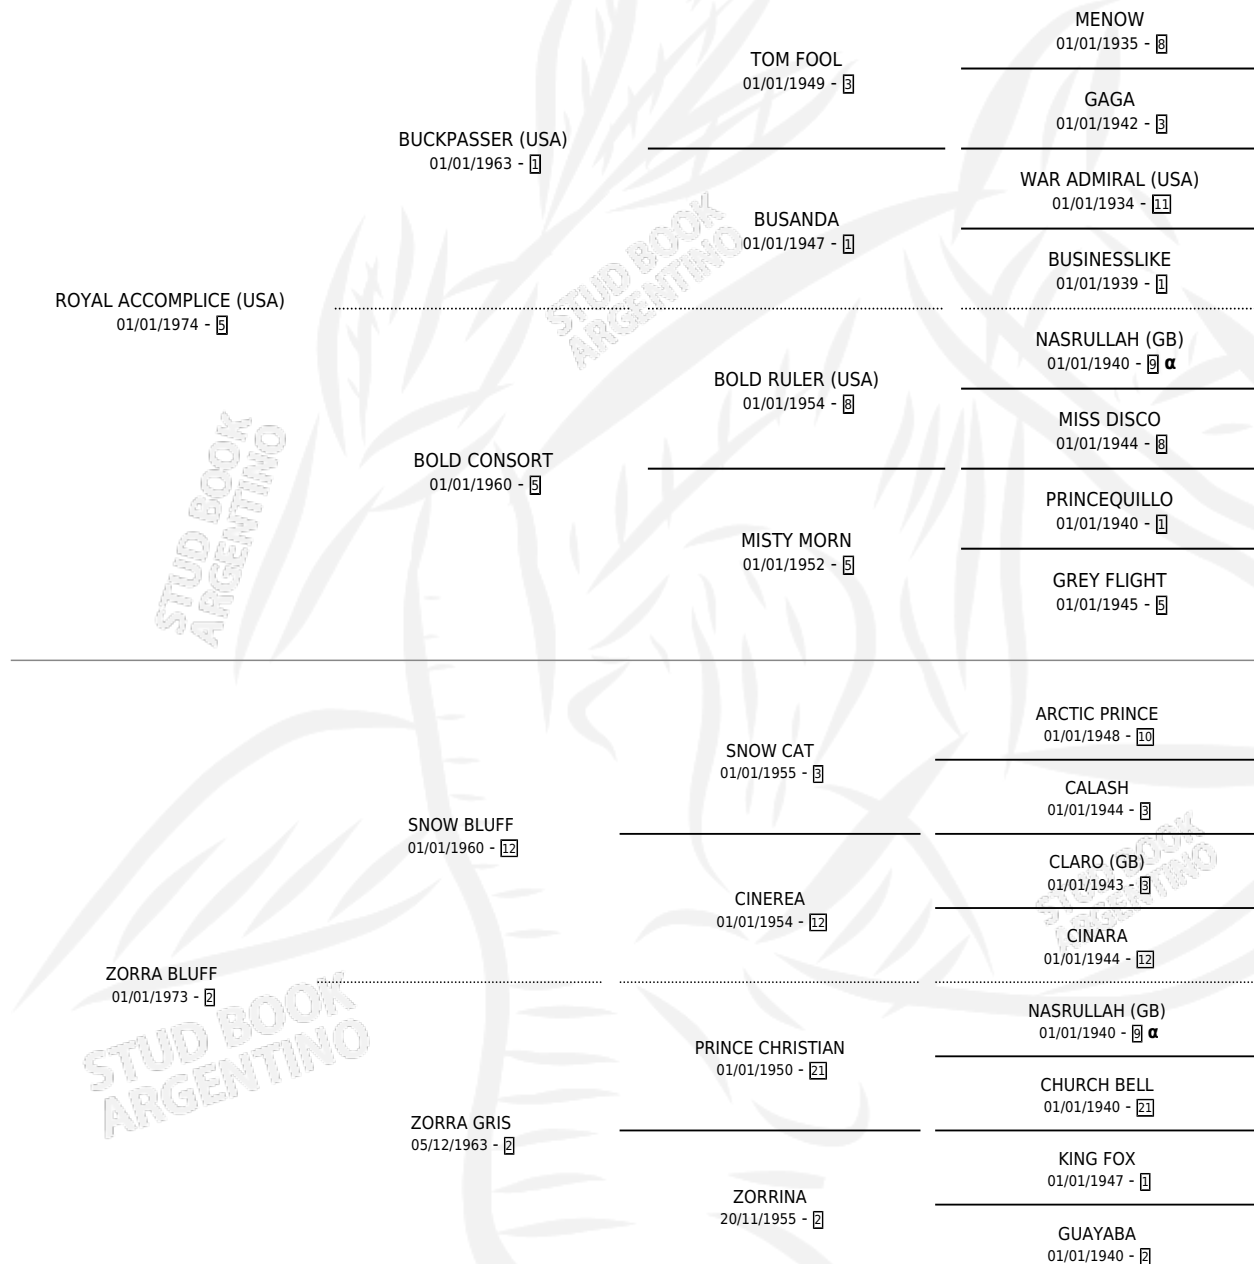 ROYAL ACCOMPLICE (USA)
01/01/1974 - 5
BUCKPASSER (USA)
01/01/1963 - 1
TOM FOOL
01/01/1949 - 3
MENOW
01/01/1935 - 8
GAGA
01/01/1942 - 3
BUSANDA
01/01/1947 - 1
WAR ADMIRAL (USA)
01/01/1934 - 11
BUSINESSLIKE
01/01/1939 - 1
BOLD CONSORT
01/01/1960 - 5
BOLD RULER (USA)
01/01/1954 - 8
NASRULLAH (GB)
01/01/1940 - 9 α
MISS DISCO
01/01/1944 - 8
MISTY MORN
01/01/1952 - 5
PRINCEQUILLO
01/01/1940 - 1
GREY FLIGHT
01/01/1945 - 5
ZORRA BLUFF
01/01/1973 - 2
SNOW BLUFF
01/01/1960 - 12
SNOW CAT
01/01/1955 - 3
ARCTIC PRINCE
01/01/1948 - 10
CALASH
01/01/1944 - 3
CINEREA
01/01/1954 - 12
CLARO (GB)
01/01/1943 - 3
CINARA
01/01/1944 - 12
ZORRA GRIS
05/12/1963 - 2
PRINCE CHRISTIAN
01/01/1950 - 21
NASRULLAH (GB)
01/01/1940 - 9 α
CHURCH BELL
01/01/1940 - 21
ZORRINA
20/11/1955 - 2
KING FOX
01/01/1947 - 1
GUAYABA
01/01/1940 - 2
STUD BOOK
ARGENTINO
STUD BOOK
ARGENTINO
STUD BOOK
ARGENTINO
STUD BOOK
ARGENTINO